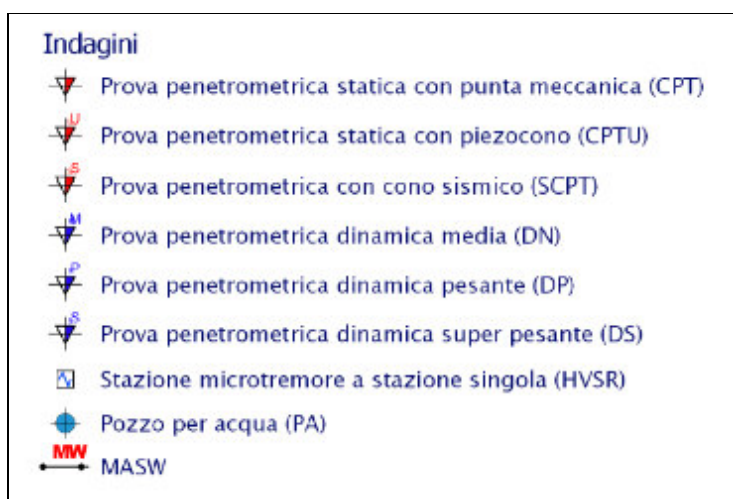 Indagini
Prova penetrometrica statica con punta meccanica (CPT)
U Prova penetrometrica statica con piezocono (CPTU)
S Prova penetrometrica con cono sismico (SCPT)
M Prova penetrometrica dinamica media (DN)
P Prova penetrometrica dinamica pesante (DP)
S Prova penetrometrica dinamica super pesante (DS)
Stazione microtremore a stazione singola (HVSR)
Pozzo per acqua (PA)
MW MASW